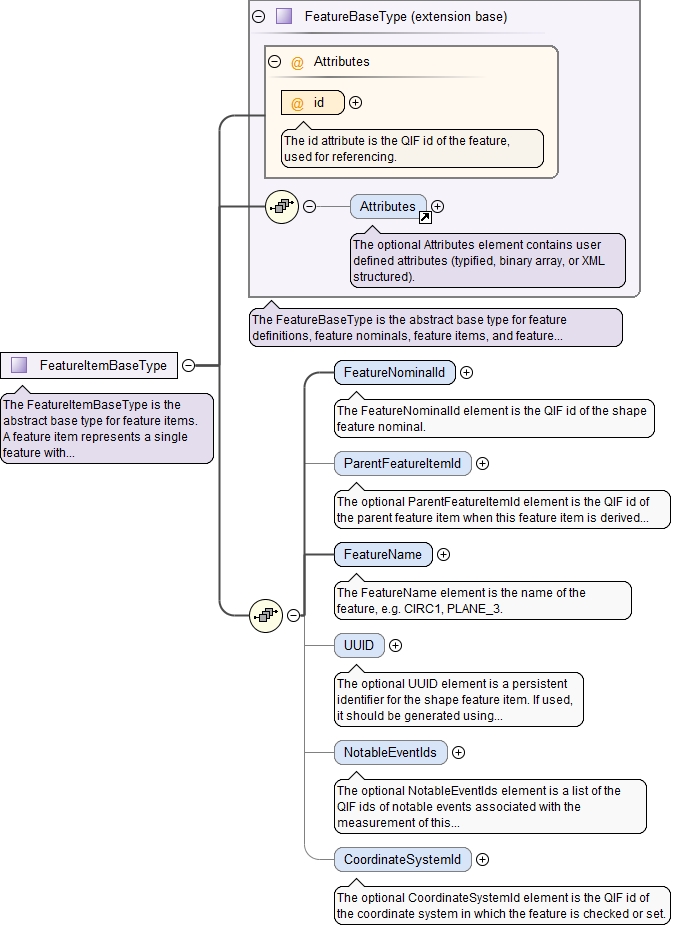 FeatureBaseType (extension base)
@ Attributes
@ id
The id attribute is the QIF id of the feature,
used for referencing.
Attributes
The optional Attributes element contains user
defined attributes (typified, binary array, or XML
structured).
The FeatureBaseType is the abstract base type for feature
definitions, feature nominals, feature items, and feature...
FeatureItemBaseType
The FeatureItemBaseType is the
abstract base type for feature items.
A feature item represents a single
feature with...
FeatureNominalId
The FeatureNominalId element is the QIF id of the shape
feature nominal.
ParentFeatureItemId
The optional ParentFeatureItemId element is the QIF id of
the parent feature item when this feature item is derived...
FeatureName
The FeatureName element is the name of the
feature, e.g. CIRC1, PLANE_3.
UUID
The optional UUID element is a persistent
identifier for the shape feature item. If used,
it should be generated using...
NotableEventIds
The optional NotableEventIds element is a list of the
QIF ids of notable events associated with the
measurement of this...
CoordinateSystemId
The optional CoordinateSystemId element is the QIF id of
the coordinate system in which the feature is checked or set.